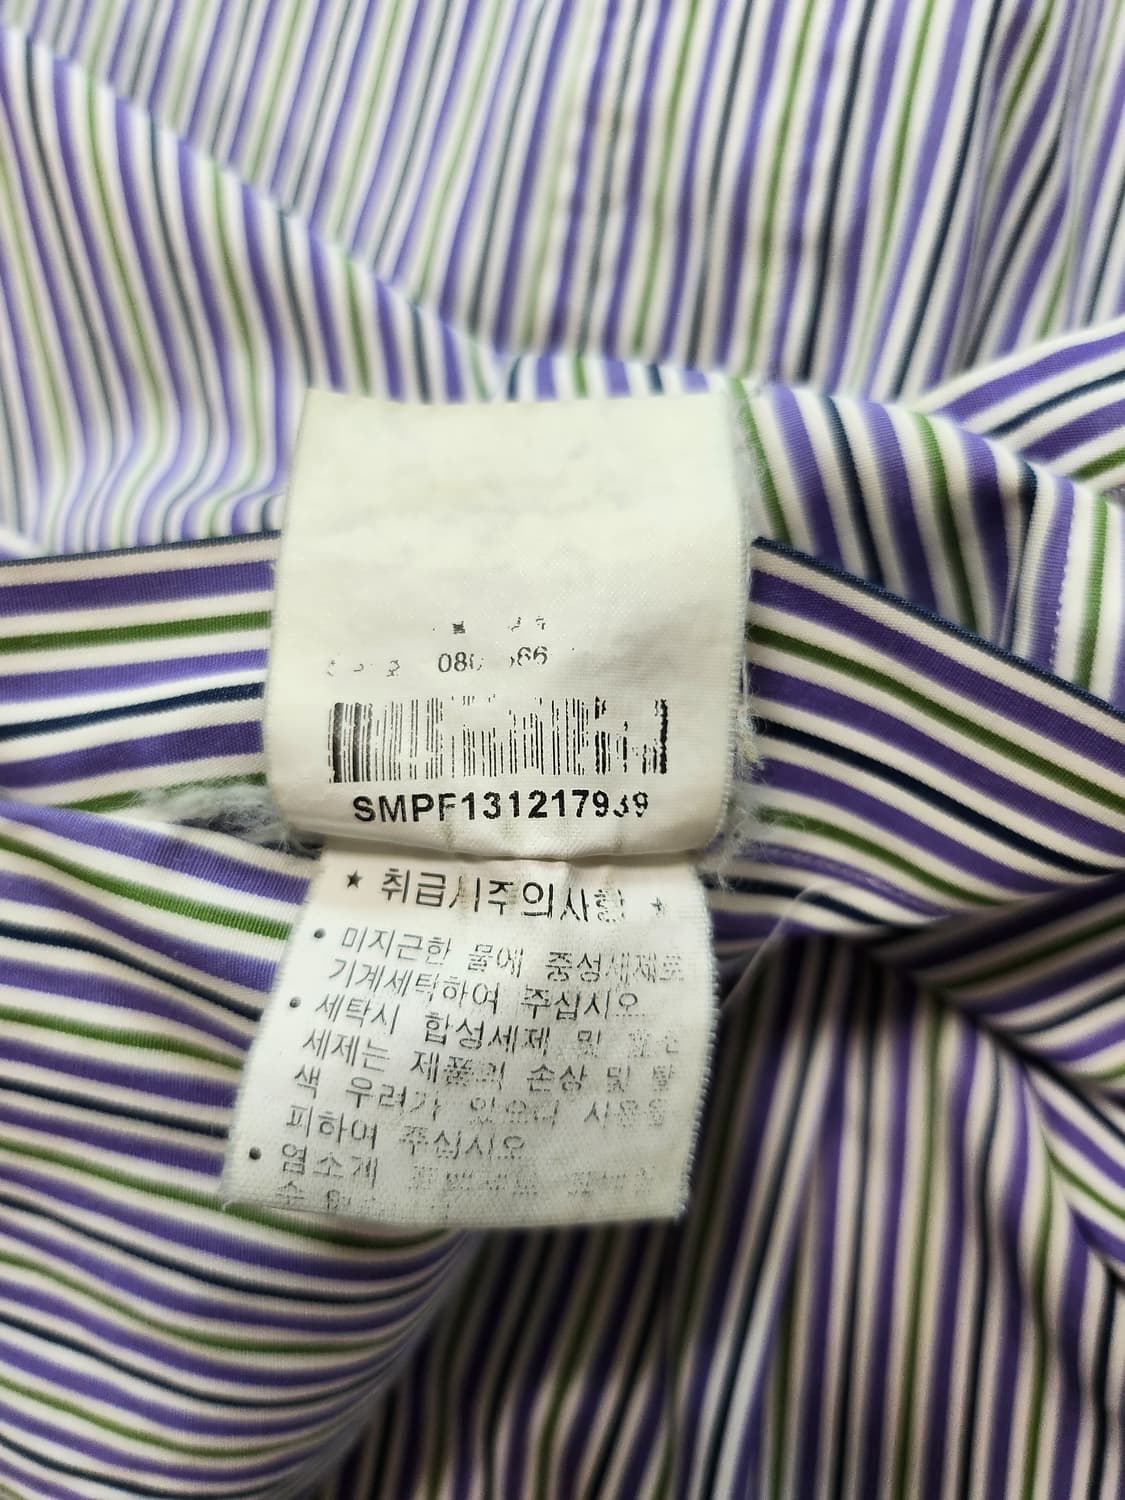 SMPF131217939
★ 취급시주의사항 ★
• 미지근한 물에 중성세제로
기계세탁하여 주십시오
• 세탁시 합성세제 및
세제는 제품의 손상 및 탈
색 우려가 있으니 사용을
피하여 주십시오
• 염소계